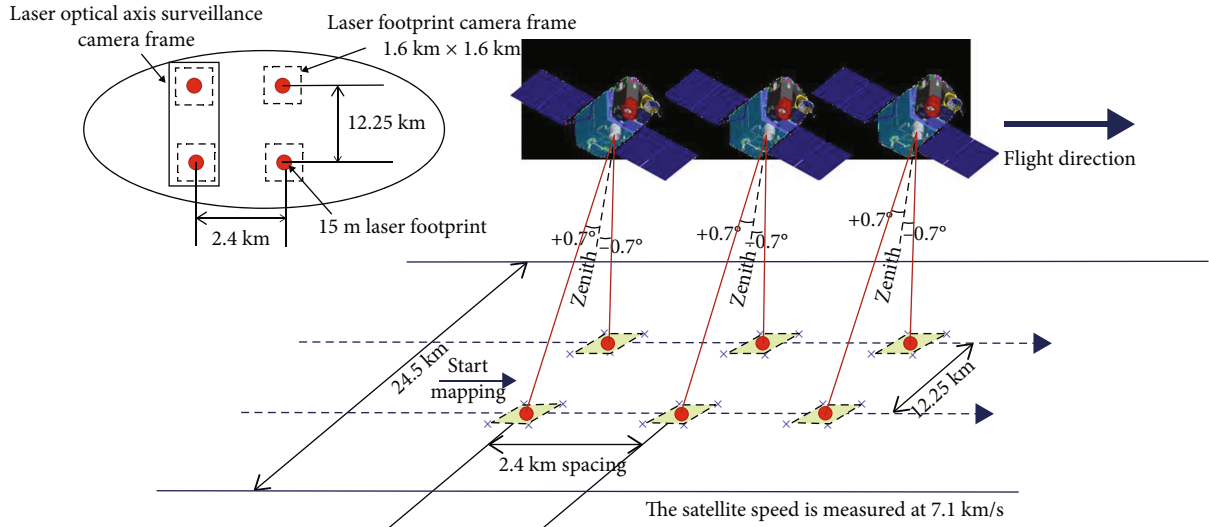 Laser optical axis surveillance
camera frame
Laser footprint camera frame
1.6 km × 1.6 km
12.25 km
2.4 km
15 m laser footprint
Flight direction
+0.7°
−0.7°
Zenith
+0.7°
−0.7°
Zenith
+0.7°
−0.7°
Zenith
24.5 km
Start
mapping
12.25 km
2.4 km spacing
The satellite speed is measured at 7.1 km/s